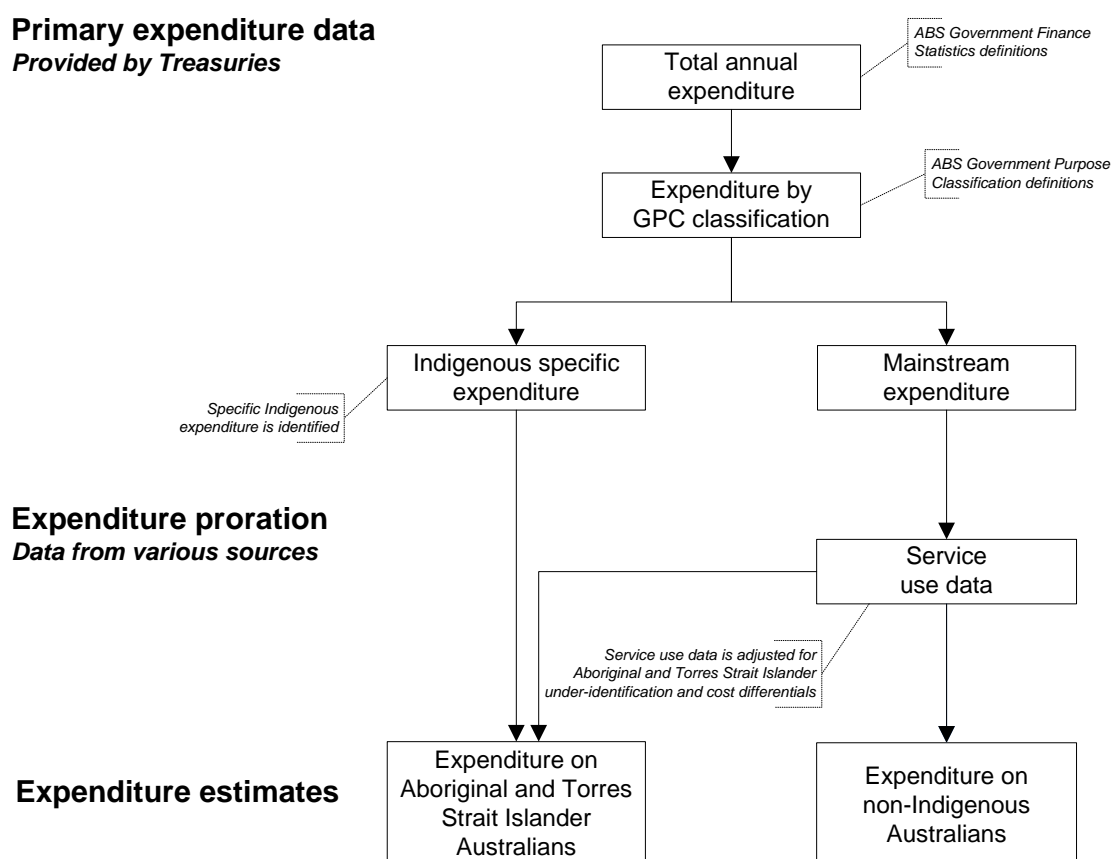 Primary expenditure data
Provided by Treasuries
ABS Government Finance
Statistics definitions
Total annual
expenditure
ABS Government Purpose
Classification definitions
Expenditure by
GPC classification
Indigenous specific
expenditure
Mainstream
expenditure
Specific Indigenous
expenditure is identified
Expenditure proration
Data from various sources
Service
use data
Service use data is adjusted for
Aboriginal and Torres Strait Islander
under-identification and cost differentials
Expenditure estimates
Expenditure on
Aboriginal and Torres
Strait Islander
Australians
Expenditure on
non-Indigenous
Australians